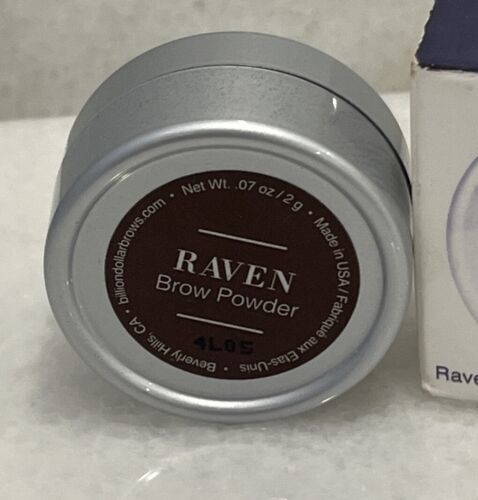 RAVEN
Brow Powder
4L05
billiondollarbrows.com • Net Wt. .07 oz / 2 g • Made in USA / Fabriqué aux Etas-Unis • Beverly Hills, CA •
Rave